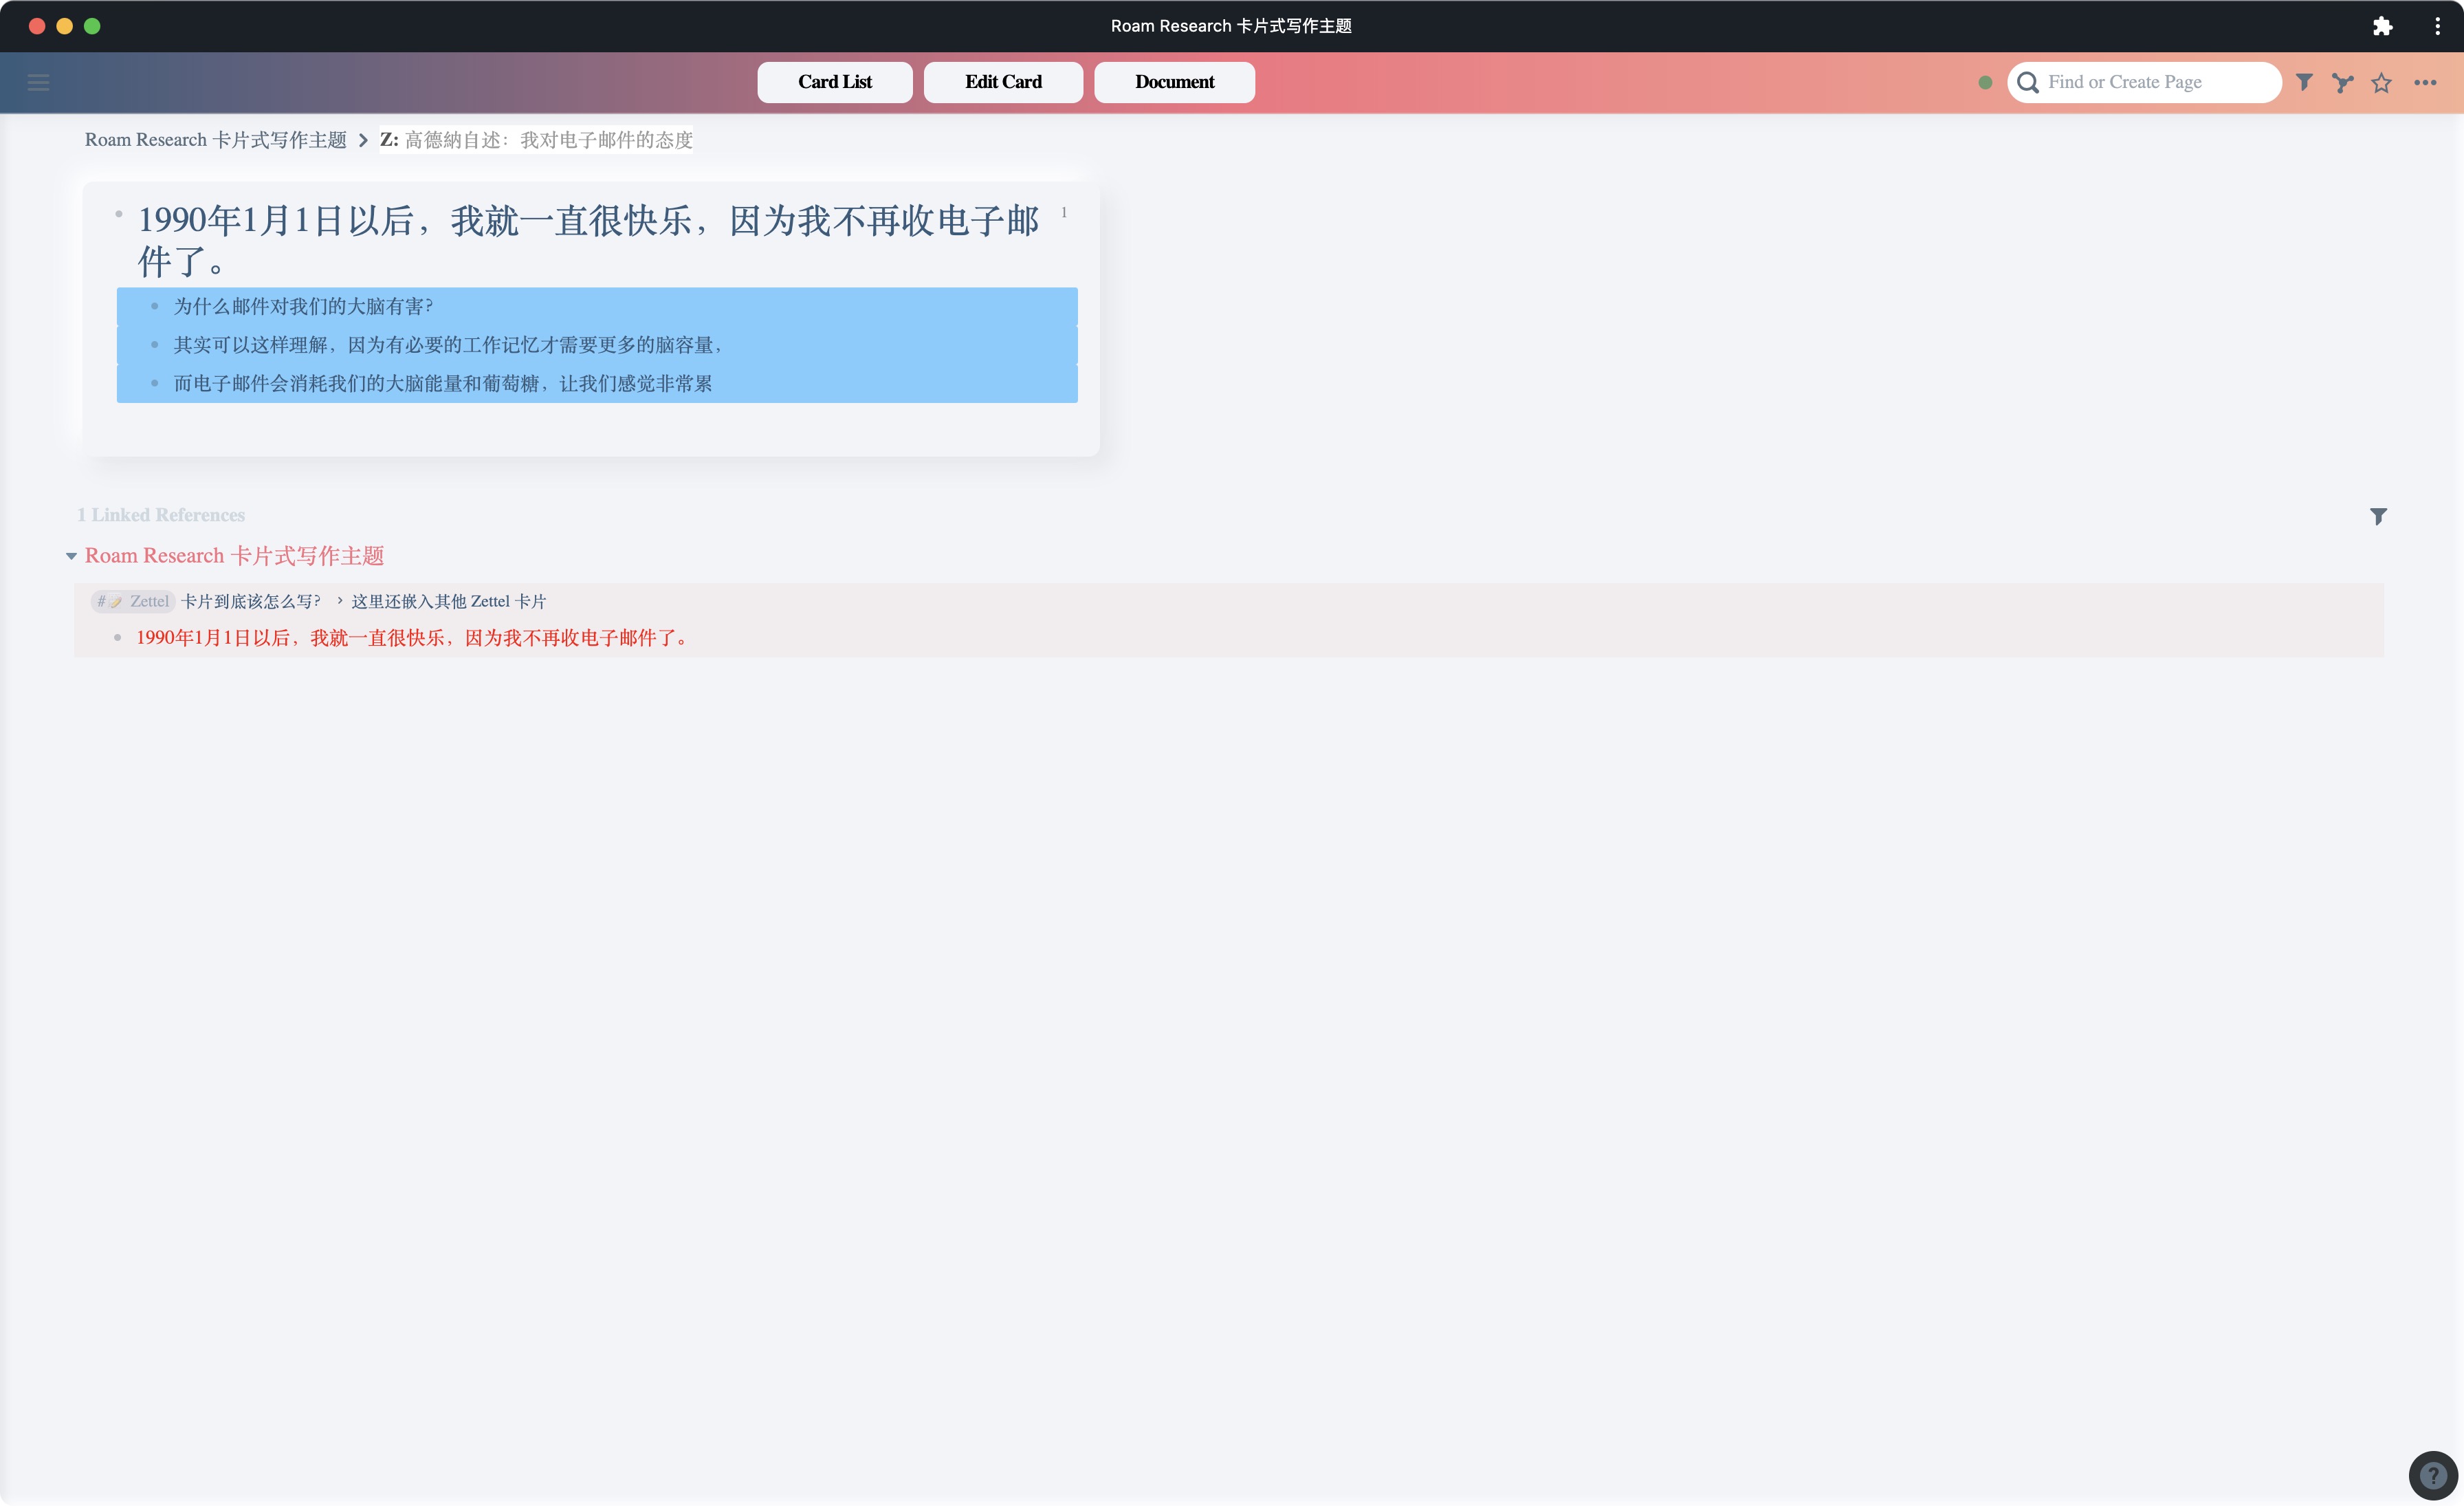 Roam Research 卡片式写作主题
Card List
Edit Card
Document
Find or Create Page
Roam Research 卡片式写作主题 > Z: 高德納自述：我对电子邮件的态度
1990年1月1日以后，我就一直很快乐，因为我不再收电子邮
件了。
1
为什么邮件对我们的大脑有害？
其实可以这样理解，因为有必要的工作记忆才需要更多的脑容量，
而电子邮件会消耗我们的大脑能量和葡萄糖，让我们感觉非常累
1 Linked References
Roam Research 卡片式写作主题
#📝 Zettel 卡片到底该怎么写？ > 这里还嵌入其他 Zettel 卡片
1990年1月1日以后，我就一直很快乐，因为我不再收电子邮件了。
?